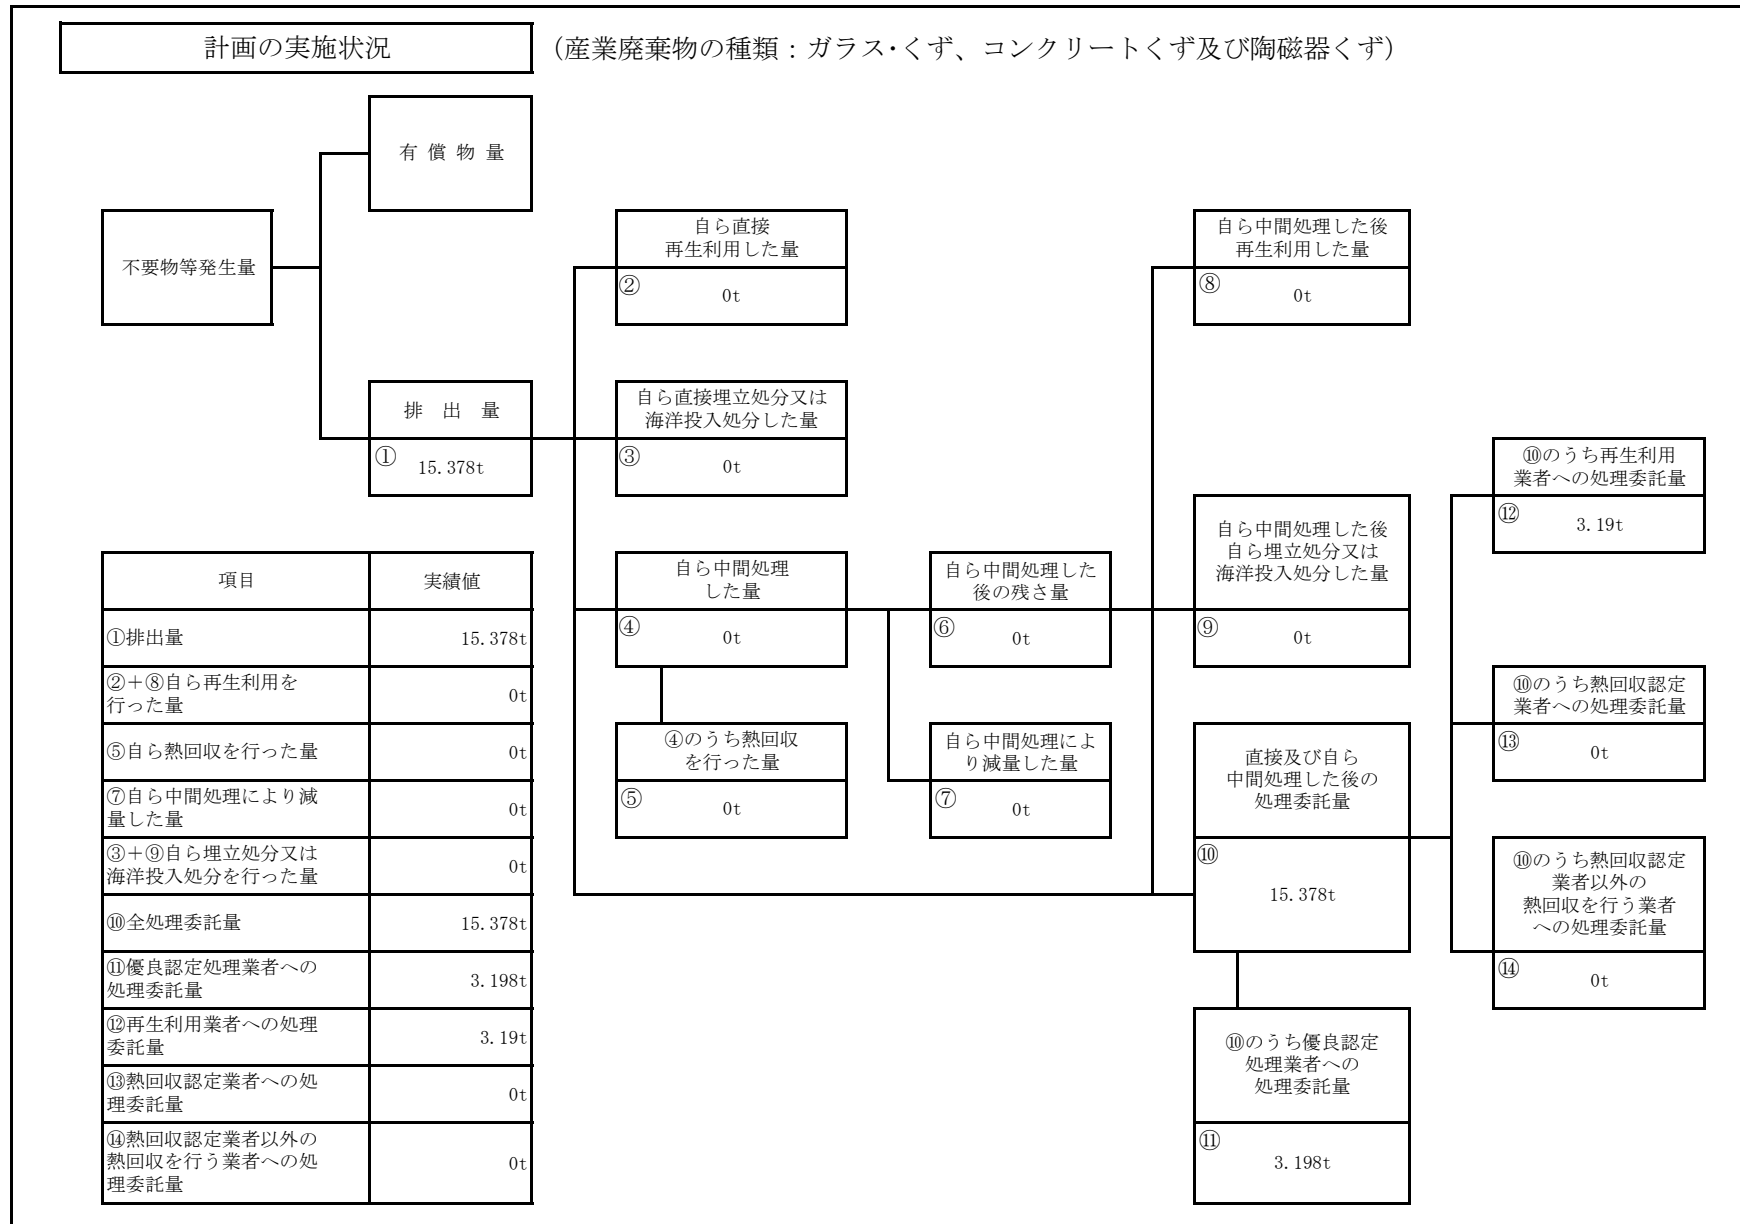 計画の実施状況
（産業廃棄物の種類：ガラス・くず、コンクリートくず及び陶磁器くず）
有償物量
不要物等発生量
自ら直接
再生利用した量
②
0t
自ら中間処理した後
再生利用した量
⑧
0t
排出量
①
15.378t
自ら直接埋立処分又は
海洋投入処分した量
③
0t
⑩のうち再生利用
業者への処理委託量
⑫
3.19t
自ら中間処理した後
自ら埋立処分又は
海洋投入処分した量
⑨
0t
自ら中間処理
した量
④
0t
自ら中間処理した
後の残さ量
⑥
0t
④のうち熱回収
を行った量
⑤
0t
自ら中間処理によ
り減量した量
⑦
0t
直接及び自ら
中間処理した後の
処理委託量
⑩
15.378t
⑩のうち熱回収認定
業者への処理委託量
⑬
0t
⑩のうち熱回収認定
業者以外の
熱回収を行う業者
への処理委託量
⑭
0t
⑩のうち優良認定
処理業者への
処理委託量
⑪
3.198t
項目 実績値
①排出量 15.378t
②＋⑧自ら再生利用を
行った量 0t
⑤自ら熱回収を行った量 0t
⑦自ら中間処理により減
量した量 0t
③＋⑨自ら埋立処分又は
海洋投入処分を行った量 0t
⑩全処理委託量 15.378t
⑪優良認定処理業者への
処理委託量 3.198t
⑫再生利用業者への処理
委託量 3.19t
⑬熱回収認定業者への処
理委託量 0t
⑭熱回収認定業者以外の
熱回収を行う業者への処
理委託量 0t